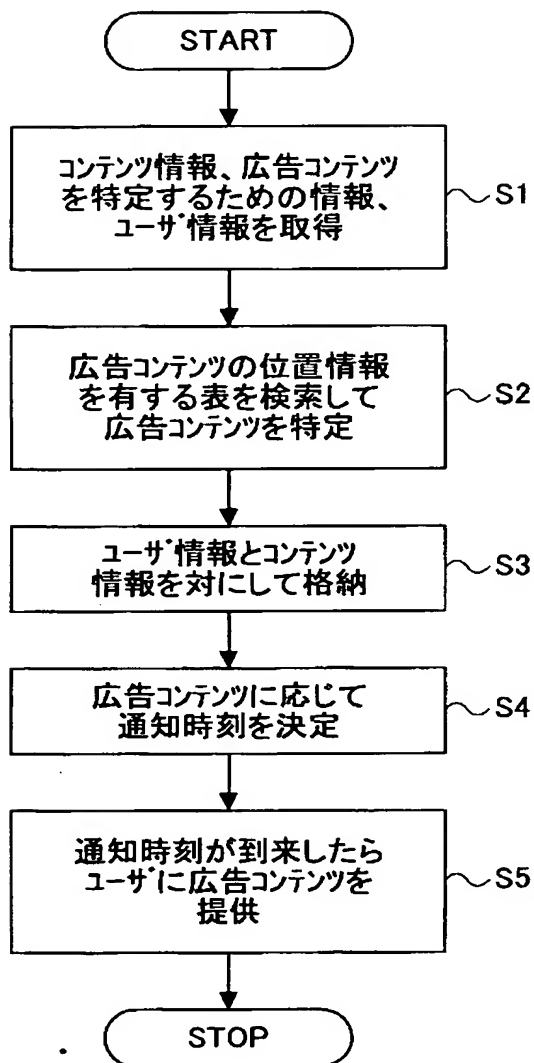 START
コンテンツ情報、広告コンテンツ
を特定するための情報、
ユーザ情報を取得
S1
広告コンテンツの位置情報
を有する表を検索して
広告コンテンツを特定
S2
ユーザ情報とコンテンツ
情報を対にして格納
S3
広告コンテンツに応じて
通知時刻を決定
S4
通知時刻が到来したら
ユーザに広告コンテンツを
提供
S5
STOP